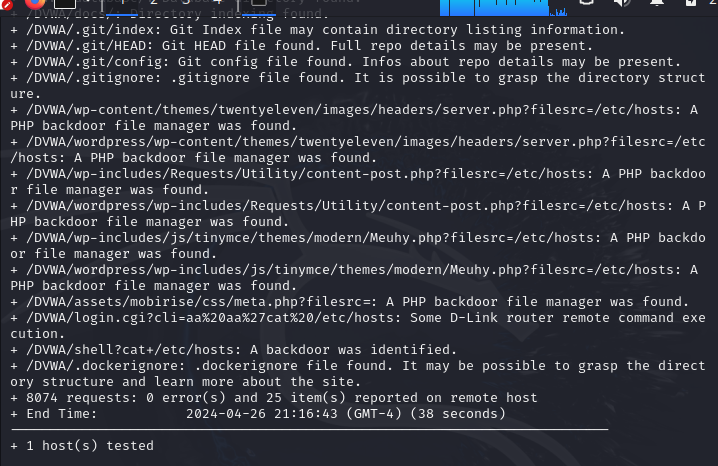 + /DVWA/docs/: Directory indexing found.
+ /DVWA/.git/index: Git Index file may contain directory listing information.
+ /DVWA/.git/HEAD: Git HEAD file found. Full repo details may be present.
+ /DVWA/.git/config: Git config file found. Infos about repo details may be present.
+ /DVWA/.gitignore: .gitignore file found. It is possible to grasp the directory struct
ure.
+ /DVWA/wp-content/themes/twentyeleven/images/headers/server.php?filesrc=/etc/hosts: A
PHP backdoor file manager was found.
+ /DVWA/wordpress/wp-content/themes/twentyeleven/images/headers/server.php?filesrc=/etc
/hosts: A PHP backdoor file manager was found.
+ /DVWA/wp-includes/Requests/Utility/content-post.php?filesrc=/etc/hosts: A PHP backdoo
r file manager was found.
+ /DVWA/wordpress/wp-includes/Requests/Utility/content-post.php?filesrc=/etc/hosts: A P
HP backdoor file manager was found.
+ /DVWA/wp-includes/js/tinymce/themes/modern/Meuhy.php?filesrc=/etc/hosts: A PHP backdo
or file manager was found.
+ /DVWA/wordpress/wp-includes/js/tinymce/themes/modern/Meuhy.php?filesrc=/etc/hosts: A
PHP backdoor file manager was found.
+ /DVWA/assets/mobirise/css/meta.php?filesrc=: A PHP backdoor file manager was found.
+ /DVWA/login.cgi?cli=aa%20aa%27cat%20/etc/hosts: Some D-Link router remote command exe
cution.
+ /DVWA/shell?cat+/etc/hosts: A backdoor was identified.
+ /DVWA/.dockerignore: .dockerignore file found. It may be possible to grasp the direct
ory structure and learn more about the site.
+ 8074 requests: 0 error(s) and 25 item(s) reported on remote host
+ End Time: 2024-04-26 21:16:43 (GMT-4) (38 seconds)
+ 1 host(s) tested